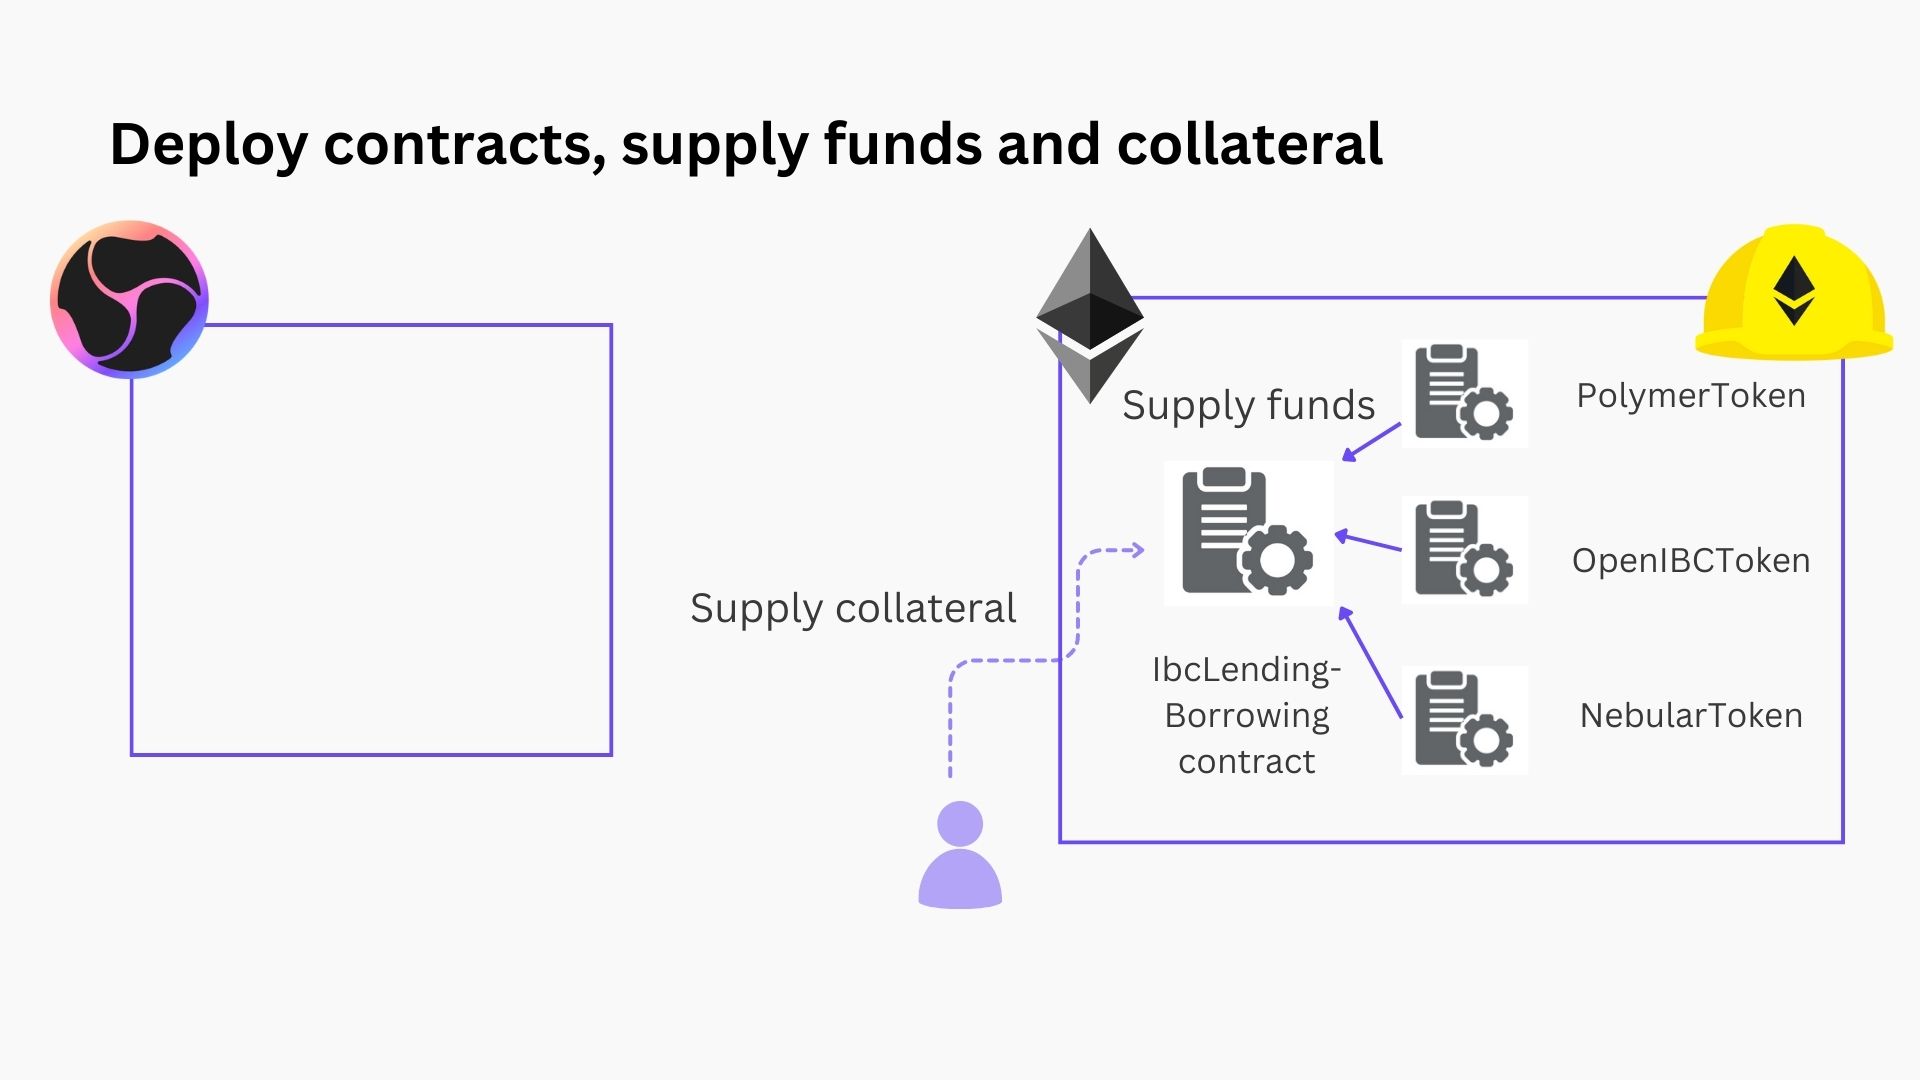 Deploy contracts, supply funds and collateral
Supply funds
PolymerToken
OpenIBCToken
Supply collateral
IbcLending-
Borrowing
contract
NebularToken